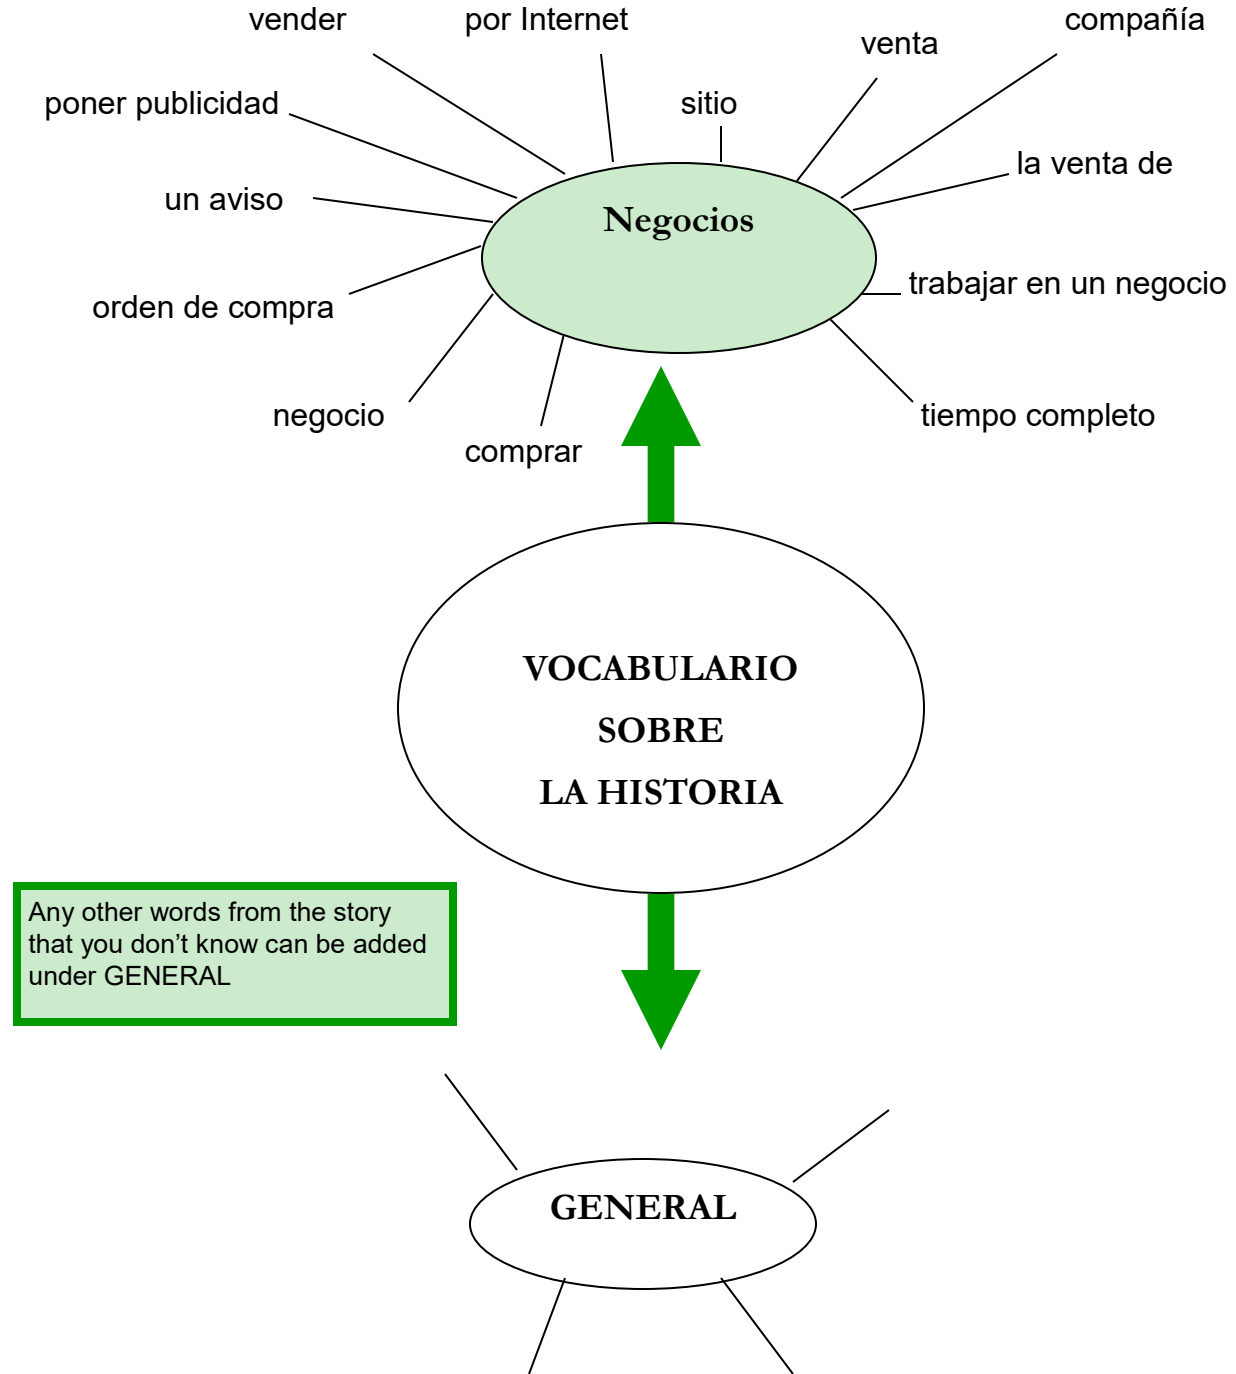 vender
por Internet
compañía
venta
poner publicidad
sitio
la venta de
un aviso
Negocios
trabajar en un negocio
orden de compra
negocio
tiempo completo
comprar
VOCABULARIO
SOBRE
LA HISTORIA
Any other words from the story
that you don’t know can be added
under GENERAL
GENERAL